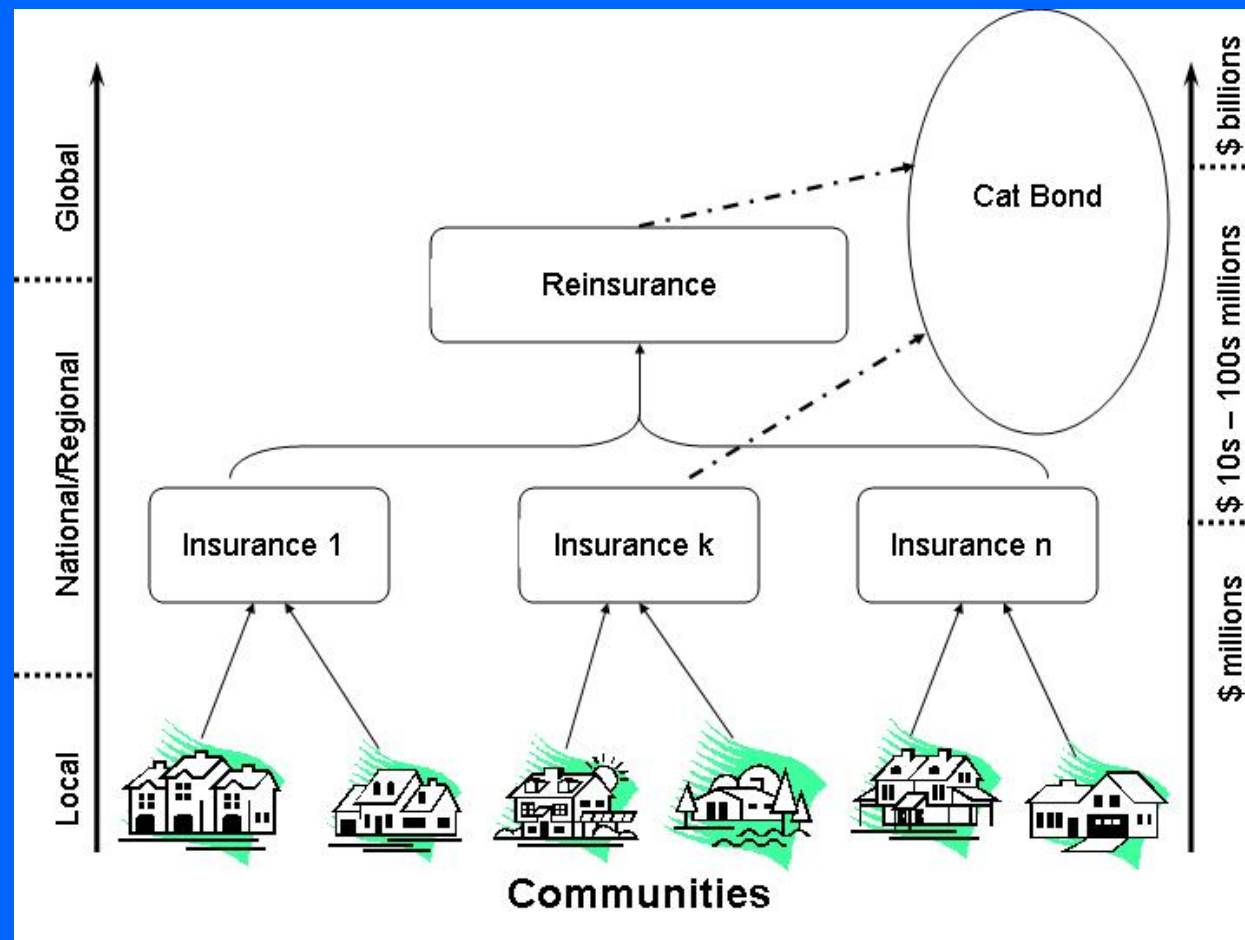 $ billions
Global
Cat Bond
Reinsurance
$ 10s – 100s millions
National/Regional
Insurance 1
Insurance k
Insurance n
$ millions
Local
Communities